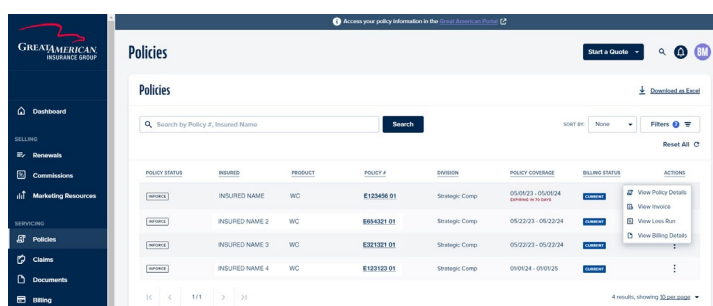 Access your policy information in the Great American Portal
GREATAMERICAN.
INSURANCE GROUP
Policies
Start a Quote
BM
Policies
Download as Excel
Dashboard
Search by Policy #, Insured Name
Search
SORT BY:
None
Filters 2
Reset All
SELLING
Renewals
Commissions
Marketing Resources
SERVICING
Policies
Claims
Documents
Billing
POLICY STATUS INSURED PRODUCT POLICY # DIVISION POLICY COVERAGE BILLING STATUS ACTIONS
INFORCE INSURED NAME WC E123456 01 Strategic Comp 05/01/23 - 05/01/24 CURRENT
EXPIRING IN 70 DAYS
View Policy Details
View Invoice
View Loss Run
View Billing Details
INFORCE INSURED NAME 2 WC E654321 01 Strategic Comp 05/22/23 - 05/22/24 CURRENT
INFORCE INSURED NAME 3 WC E321321 01 Strategic Comp 05/22/23 - 05/22/24 CURRENT
INFORCE INSURED NAME 4 WC E123123 01 Strategic Comp 01/01/24 - 01/01/25 CURRENT
1/1
4 results, showing 10 per page